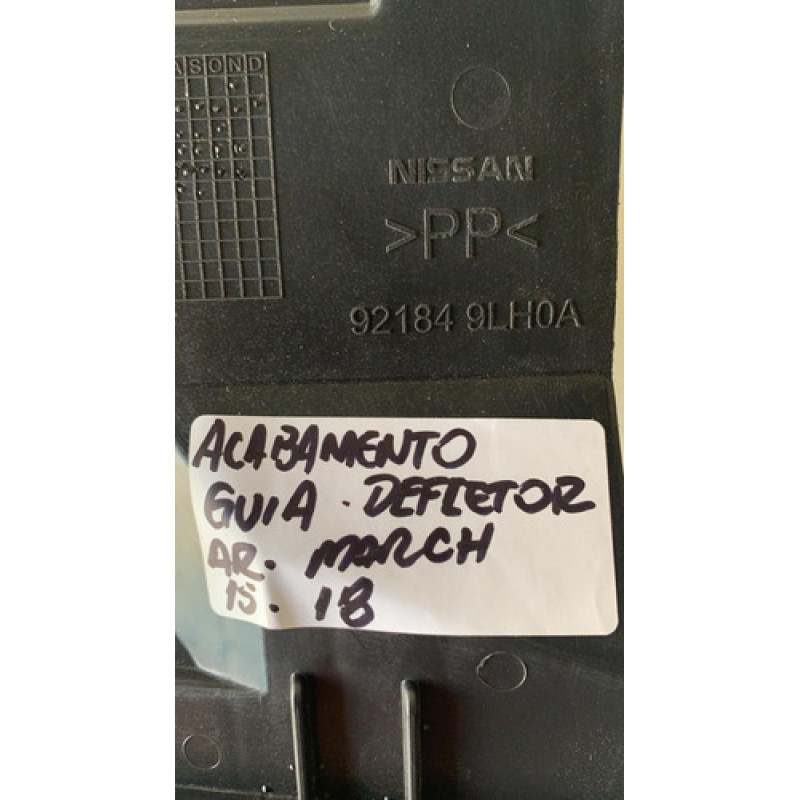 ASOND
NISSAN
>PP<
92184 9LH0A
ACABAMENTO
GUIA. DEFLETOR
AR. MARCH
15. 18